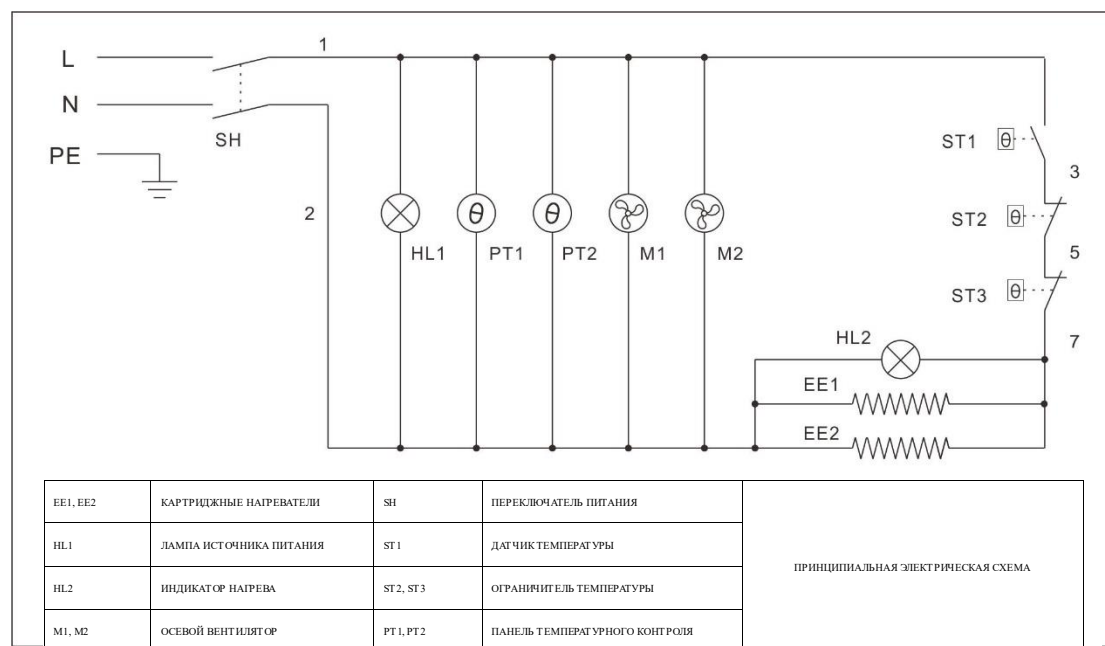 L
1
N
SH
PE
ST1 θ
3
2
ST2 θ
θ θ
HL1 PT1 PT2 M1 M2
5
ST3 θ
HL2
7
EE1
EE2
EE1, EE2 КАРТРИДЖНЫЕ НАГРЕВАТЕЛИ SH ПЕРЕКЛЮЧАТЕЛЬ ПИТАНИЯ
HL1 ЛАМПА ИСТОЧНИКА ПИТАНИЯ ST1 ДАТЧИК ТЕМПЕРАТУРЫ
ПРИНЦИПИАЛЬНАЯ ЭЛЕКТРИЧЕСКАЯ СХЕМА
HL2 ИНДИКАТОР НАГРЕВА ST2, ST3 ОГРАНИЧИТЕЛЬ ТЕМПЕРАТУРЫ
M1, M2 ОСЕВОЙ ВЕНТИЛЯТОР PT1, PT2 ПАНЕЛЬ ТЕМПЕРАТУРНОГО КОНТРОЛЯ